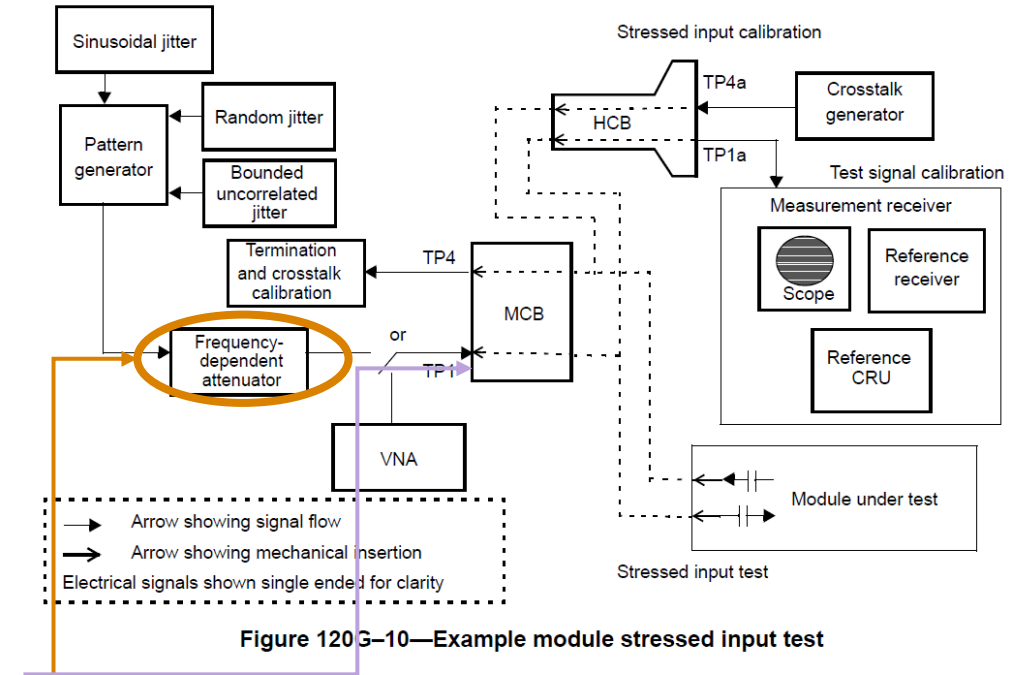 Sinusoidal jitter
Stressed input calibration
TP4a
Crosstalk
generator
Random jitter
HCB
Pattern
generator
TP1a
Bounded
uncorrelated
jitter
Test signal calibration
Measurement receiver
Termination
and crosstalk
calibration
TP4
Scope
Reference
receiver
MCB
or
Frequency-
dependent
attenuator
TP1
Reference
CRU
VNA
Module under test
Arrow showing signal flow
Arrow showing mechanical insertion
Electrical signals shown single ended for clarity
Stressed input test
Figure 120G–10—Example module stressed input test